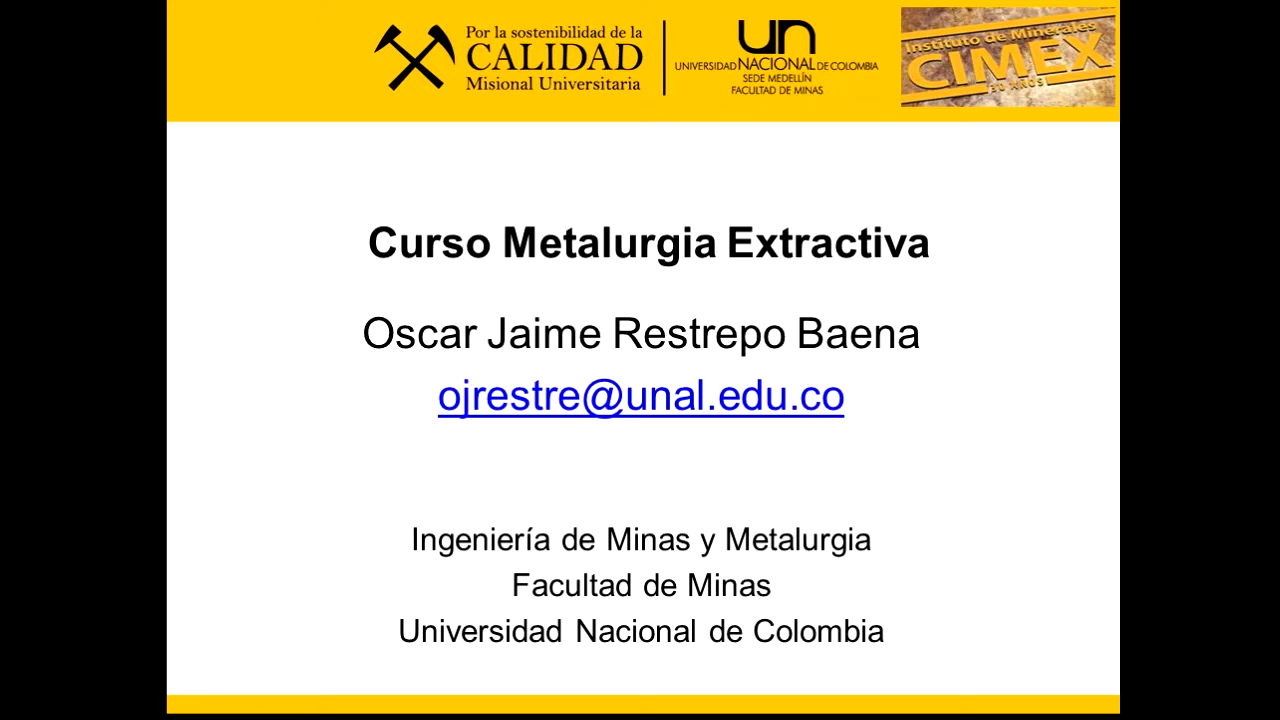 Por la sostenibilidad de la
CALIDAD
Misional Universitaria
un
UNIVERSIDAD NACIONAL DE COLOMBIA
SEDE MEDELLÍN
FACULTAD DE MINAS
Instituto de Minerales
CIMEX
30 AÑOS
Curso Metalurgia Extractiva
Oscar Jaime Restrepo Baena
ojrestre@unal.edu.co
Ingeniería de Minas y Metalurgia
Facultad de Minas
Universidad Nacional de Colombia